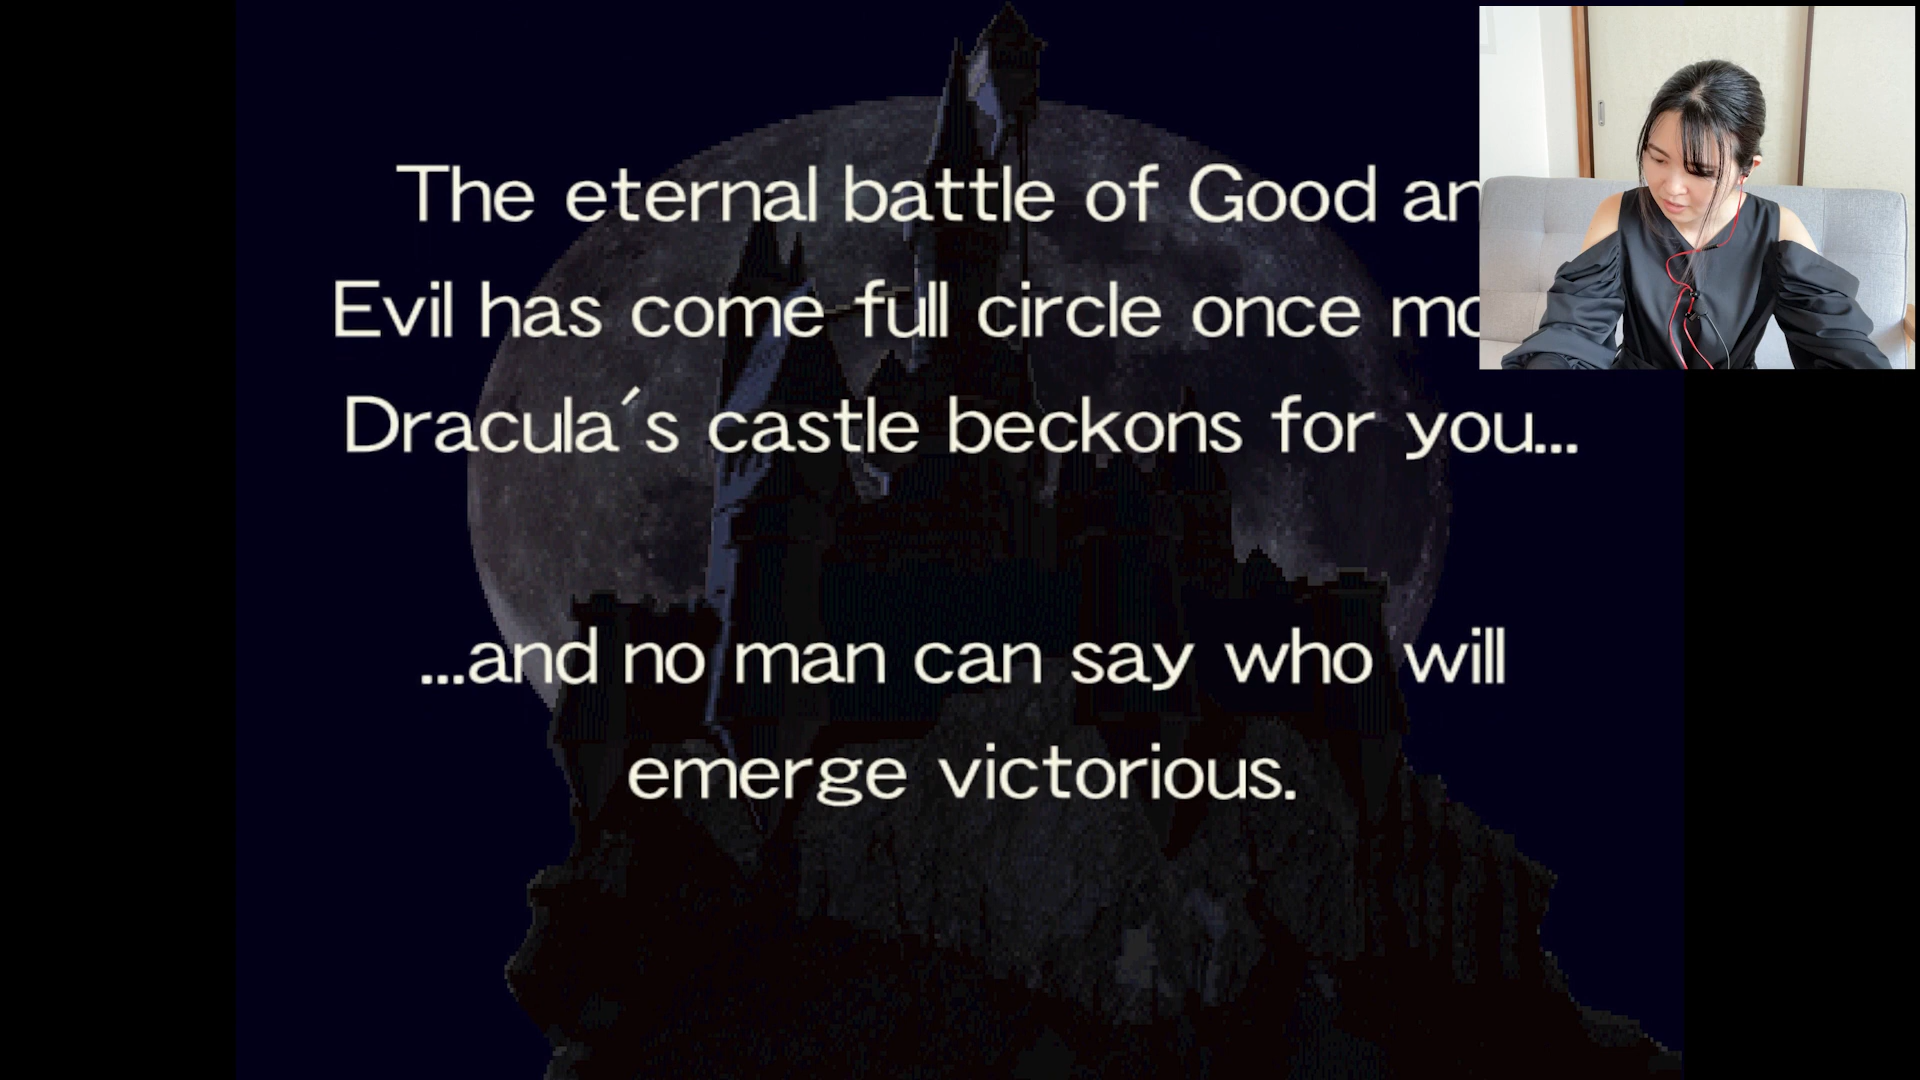 The eternal battle of Good an
Evil has come full circle once mo
Dracula´s castle beckons for you...
...and no man can say who will
emerge victorious.